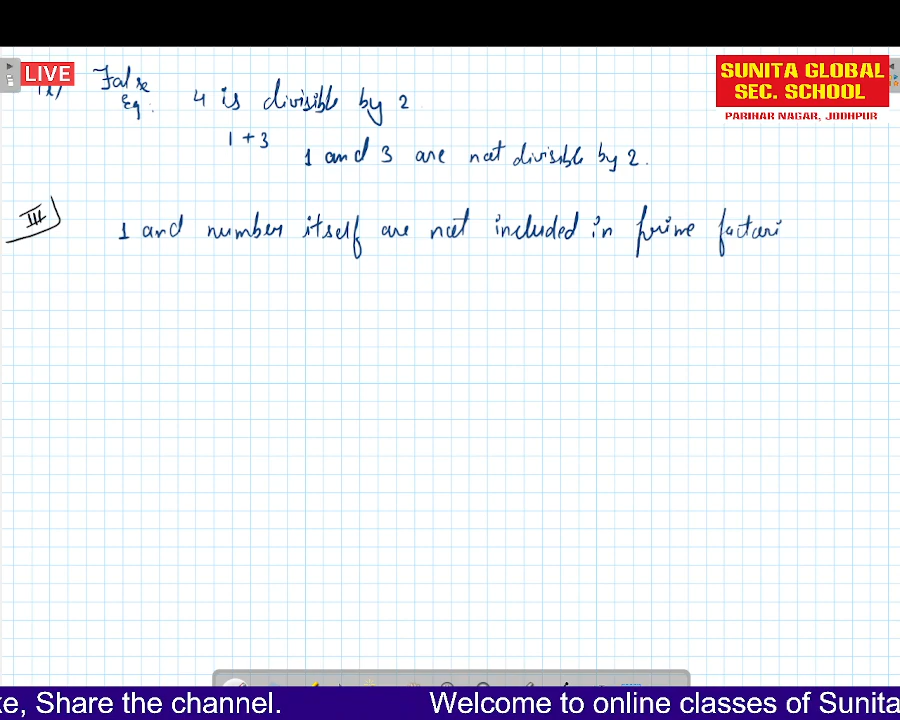 LIVE
SUNITA GLOBAL
SEC. SCHOOL
PARIHAR NAGAR, JODHPUR
False
Eg. 4 is divisible by 2
1 + 3
1 and 3 are not divisible by 2.
III) 1 and number itself are not included in prime factori
ke, Share the channel. Welcome to online classes of Sunita